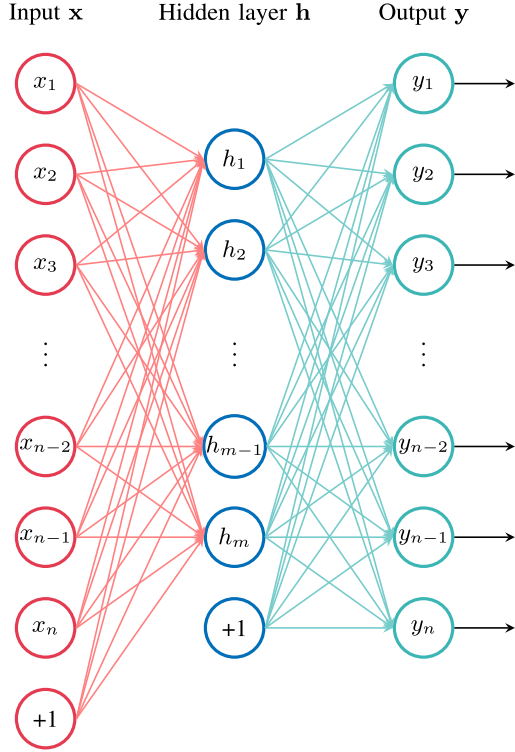 Input x Hidden layer h Output y
x₁ y₁
h₁
x₂ y₂
h₂
x₃ y₃
⋮ ⋮ ⋮
xₙ₋₂ hₘ₋₁ yₙ₋₂
xₙ₋₁ hₘ yₙ₋₁
xₙ +1 yₙ
+1